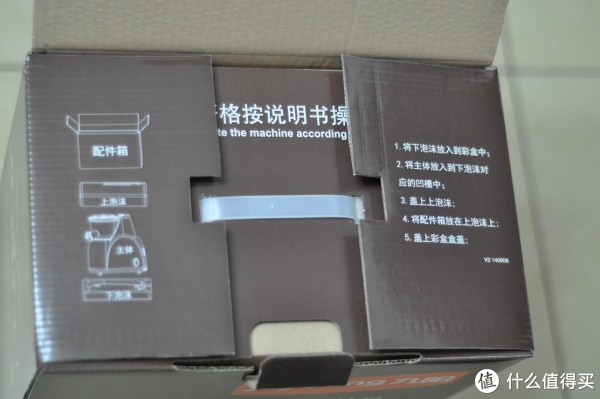 格按说明书操
te the machine according
配件箱
上泡沫
主体
下泡沫
1. 将下泡沫放入到彩盒中；
2. 将主体放入到下泡沫对
应的凹槽中；
3. 盖上上泡沫；
4. 将配件箱放在上泡沫上；
5. 盖上彩盒盒盖；
V2 140906
ng 九阳
值 什么值得买